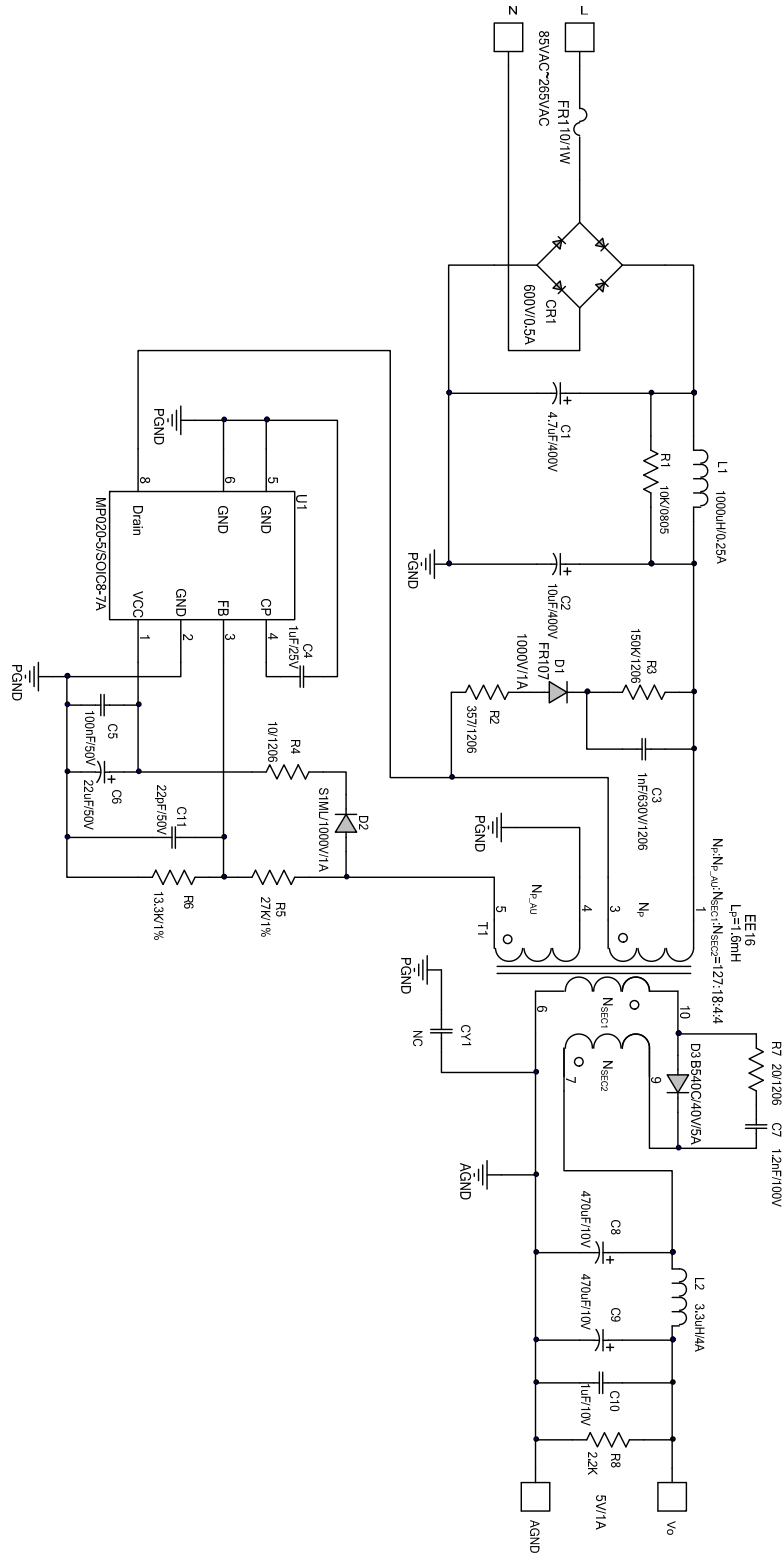 L
N
85VAC~265VAC
FR1 10/1W
CR1
600V/0.5A
L1 1000uH/0.25A
R1
10K/0805
C1
4.7uF/400V
C2
10uF/400V
PGND
R3
150K/1206
C3
1nF/630V/1206
D1
FR107
1000V/1A
R2
357/1206
EE16
LP=1.6mH
NP:NP_AU:NSEC1:NSEC2=127:18:4:4
1
NP
3
4
NP_AU
5
T1
PGND
10
NSEC1
6
9
NSEC2
7
R7 20/1206
C7 1.2nF/100V
D3 B540C/40V/5A
CY1
NC
PGND
AGND
C8
470uF/10V
L2 3.3uH/4A
C9
470uF/10V
C10
1uF/10V
R8
2.2K
5V/1A
Vo
AGND
U1
MP020-5/SOIC8-7A
8
Drain
6
GND
5
GND
VCC
1
GND
2
FB
3
CP
4
PGND
C4
1uF/25V
PGND
C5
100nF/50V
C6
22uF/50V
R4
10/1206
D2
S1ML/1000V/1A
C11
22pF/50V
R5
27K/1%
R6
13.3K/1%